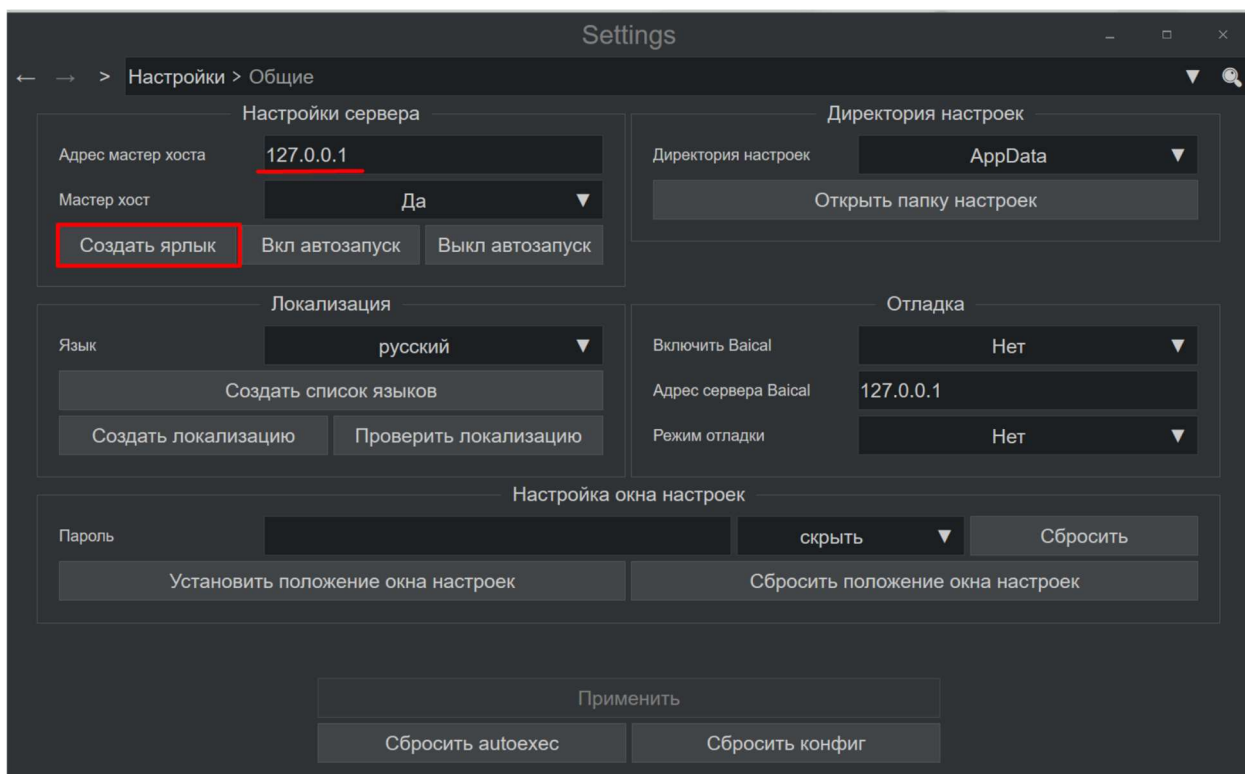 Settings
Настройки > Общие
Настройки сервера
Адрес мастер хоста 127.0.0.1
Мастер хост Да
Создать ярлык Вкл автозапуск Выкл автозапуск
Директория настроек
Директория настроек AppData
Открыть папку настроек
Локализация
Язык русский
Создать список языков
Создать локализацию Проверить локализацию
Отладка
Включить Baical Нет
Адрес сервера Baical 127.0.0.1
Режим отладки Нет
Настройка окна настроек
Пароль скрыть Сбросить
Установить положение окна настроек Сбросить положение окна настроек
Применить
Сбросить autoexec Сбросить конфиг